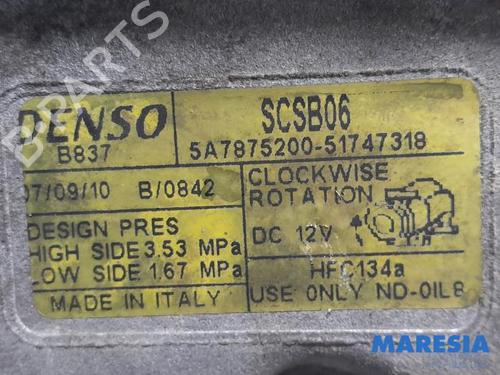 DENSO
SCSB06
B837
5A7875200-51747318
07/09/10 B/0842
CLOCKWISE
ROTATION
DESIGN PRES
HIGH SIDE 3.53 MPa
LOW SIDE 1.67 MPa
DC 12V
HFC134a
MADE IN ITALY
USE ONLY ND-OIL8
MARESIA